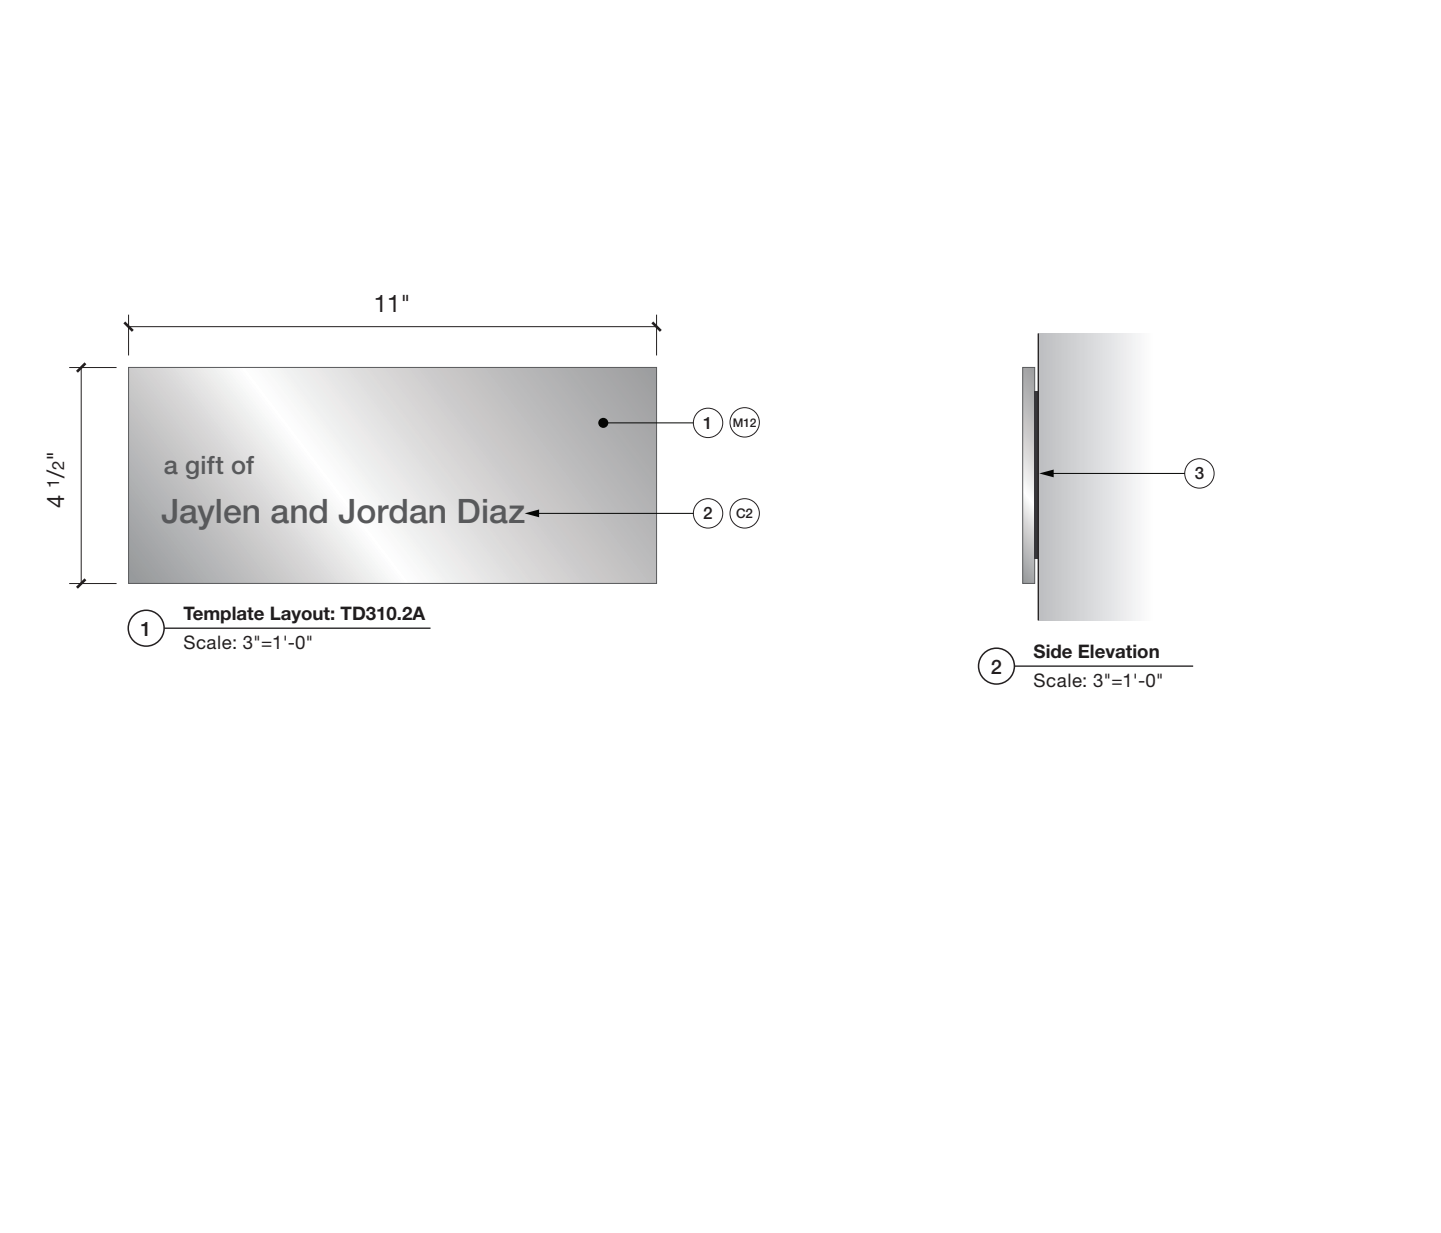 11"
4 1/2"
a gift of
Jaylen and Jordan Diaz
1 M12
2 C2
1
Template Layout: TD310.2A
Scale: 3"=1'-0"
3
2
Side Elevation
Scale: 3"=1'-0"